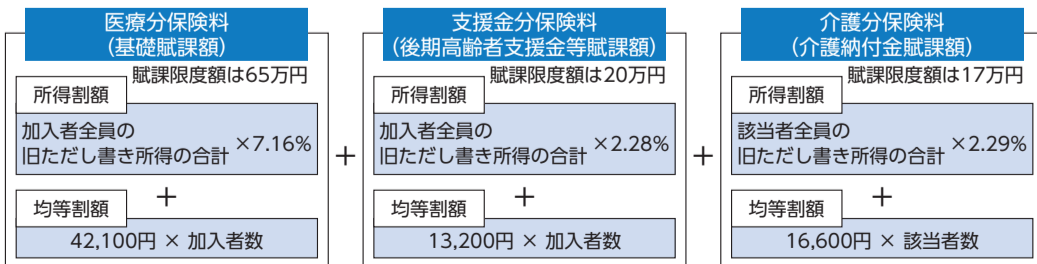 医療分保険料
(基礎賦課額)
賦課限度額は65万円
所得割額
加入者全員の
旧ただし書き所得の合計 ×7.16%
+
均等割額
42,100円 × 加入者数
+
支援金分保険料
(後期高齢者支援金等賦課額)
賦課限度額は20万円
所得割額
加入者全員の
旧ただし書き所得の合計 ×2.28%
+
均等割額
13,200円 × 加入者数
+
介護分保険料
(介護納付金賦課額)
賦課限度額は17万円
所得割額
該当者全員の
旧ただし書き所得の合計 ×2.29%
+
均等割額
16,600円 × 該当者数